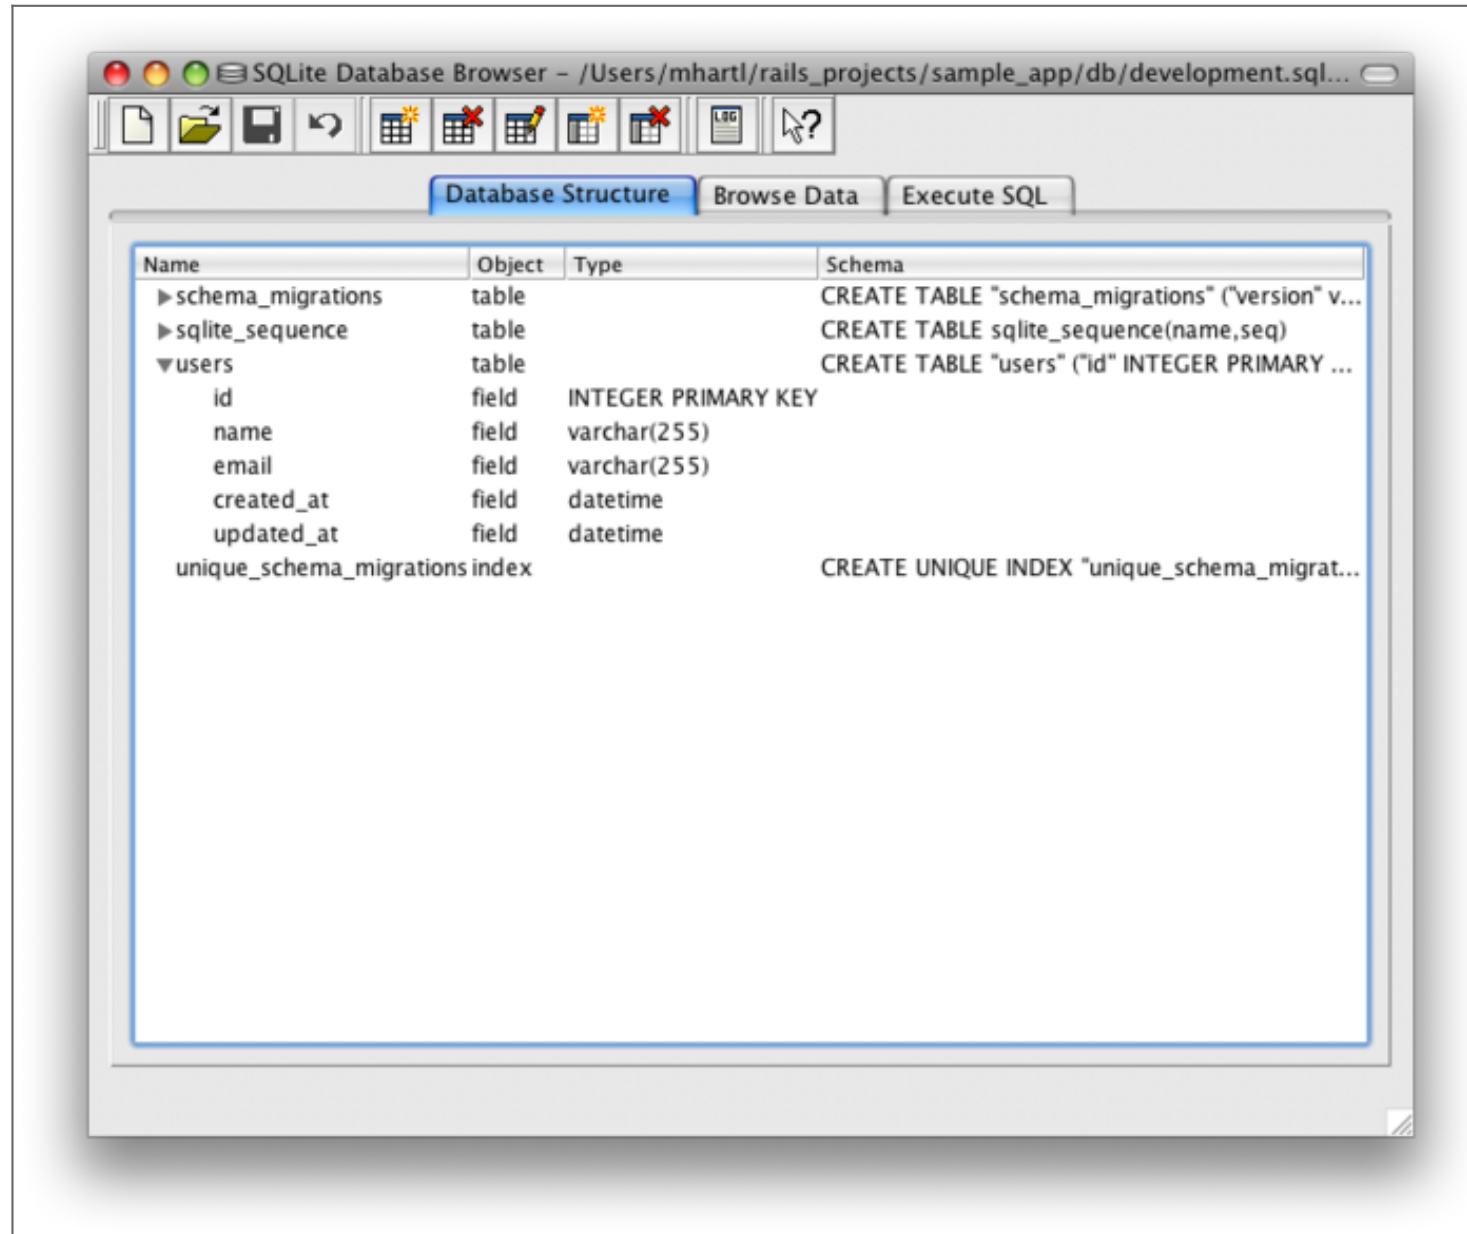 SQLite Database Browser - /Users/mhartl/rails_projects/sample_app/db/development.sql...
LOG
?
Database Structure Browse Data Execute SQL
Name Object Type Schema
schema_migrations table CREATE TABLE "schema_migrations" ("version" v...
sqlite_sequence table CREATE TABLE sqlite_sequence(name,seq)
users table CREATE TABLE "users" ("id" INTEGER PRIMARY ...
id field INTEGER PRIMARY KEY
name field varchar(255)
email field varchar(255)
created_at field datetime
updated_at field datetime
unique_schema_migrations index CREATE UNIQUE INDEX "unique_schema_migrat...